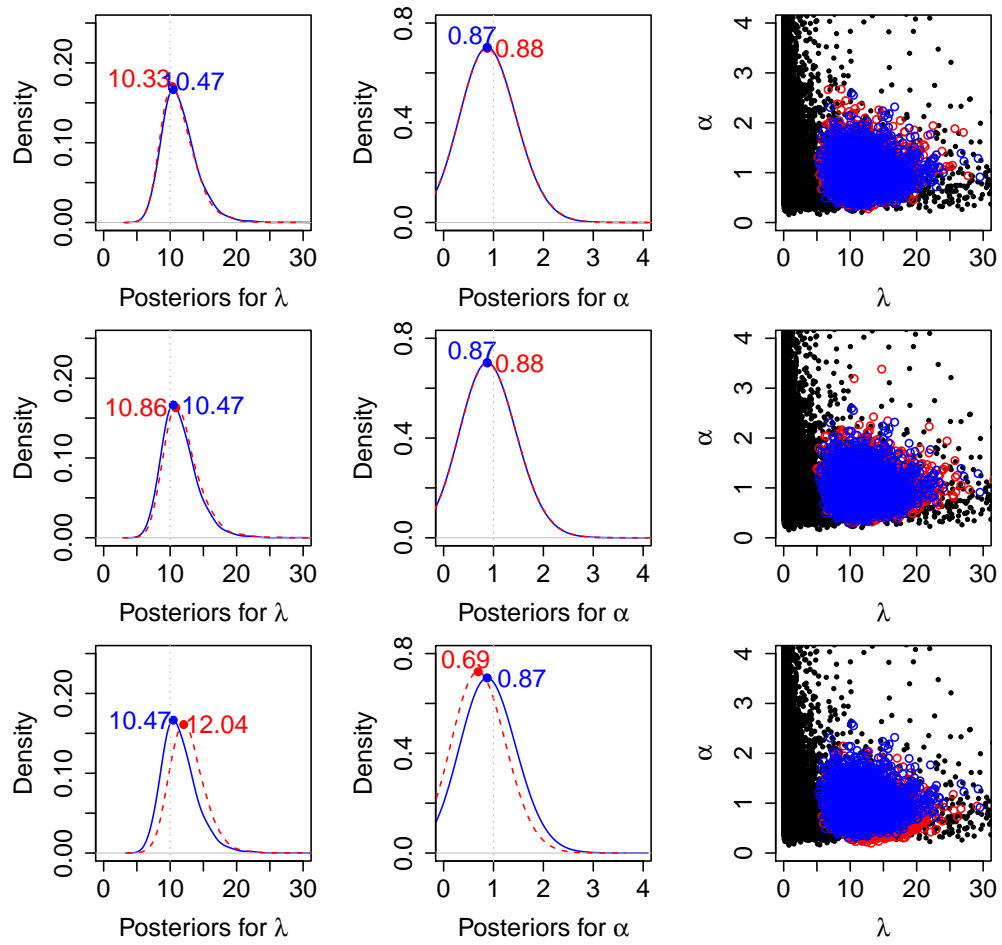 Density
0.00 0.10 0.20
10.33 10.47
0 10 20 30
Posteriors for λ
Density
0.0 0.4 0.8
0.87 0.88
0 1 2 3 4
Posteriors for α
α
0 1 2 3 4
0 10 20 30
λ
Density
0.00 0.10 0.20
10.86 10.47
0 10 20 30
Posteriors for λ
Density
0.0 0.4 0.8
0.87 0.88
0 1 2 3 4
Posteriors for α
α
0 1 2 3 4
0 10 20 30
λ
Density
0.00 0.10 0.20
10.47 12.04
0 10 20 30
Posteriors for λ
Density
0.0 0.4 0.8
0.69 0.87
0 1 2 3 4
Posteriors for α
α
0 1 2 3 4
0 10 20 30
λ